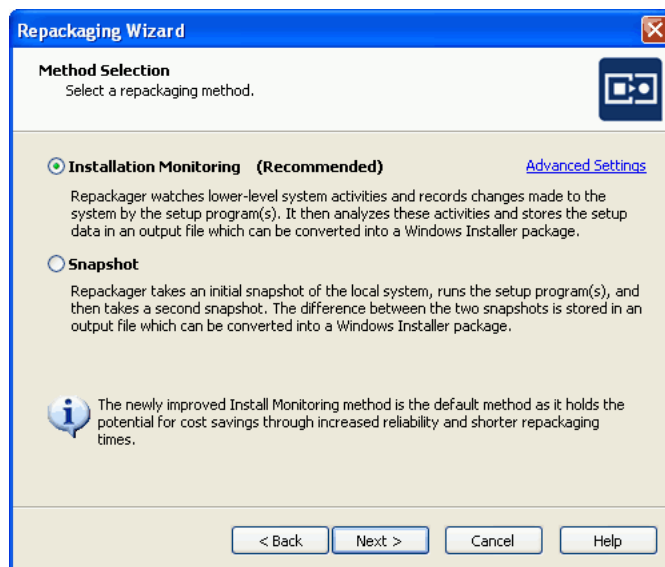 Repackaging Wizard
Method Selection
Select a repackaging method.
Installation Monitoring (Recommended)
Advanced Settings
Repackager watches lower-level system activities and records changes made to the
system by the setup program(s). It then analyzes these activities and stores the setup
data in an output file which can be converted into a Windows Installer package.
Snapshot
Repackager takes an initial snapshot of the local system, runs the setup program(s), and
then takes a second snapshot. The difference between the two snapshots is stored in an
output file which can be converted into a Windows Installer package.
The newly improved Install Monitoring method is the default method as it holds the
potential for cost savings through increased reliability and shorter repackaging
times.
< Back
Next >
Cancel
Help